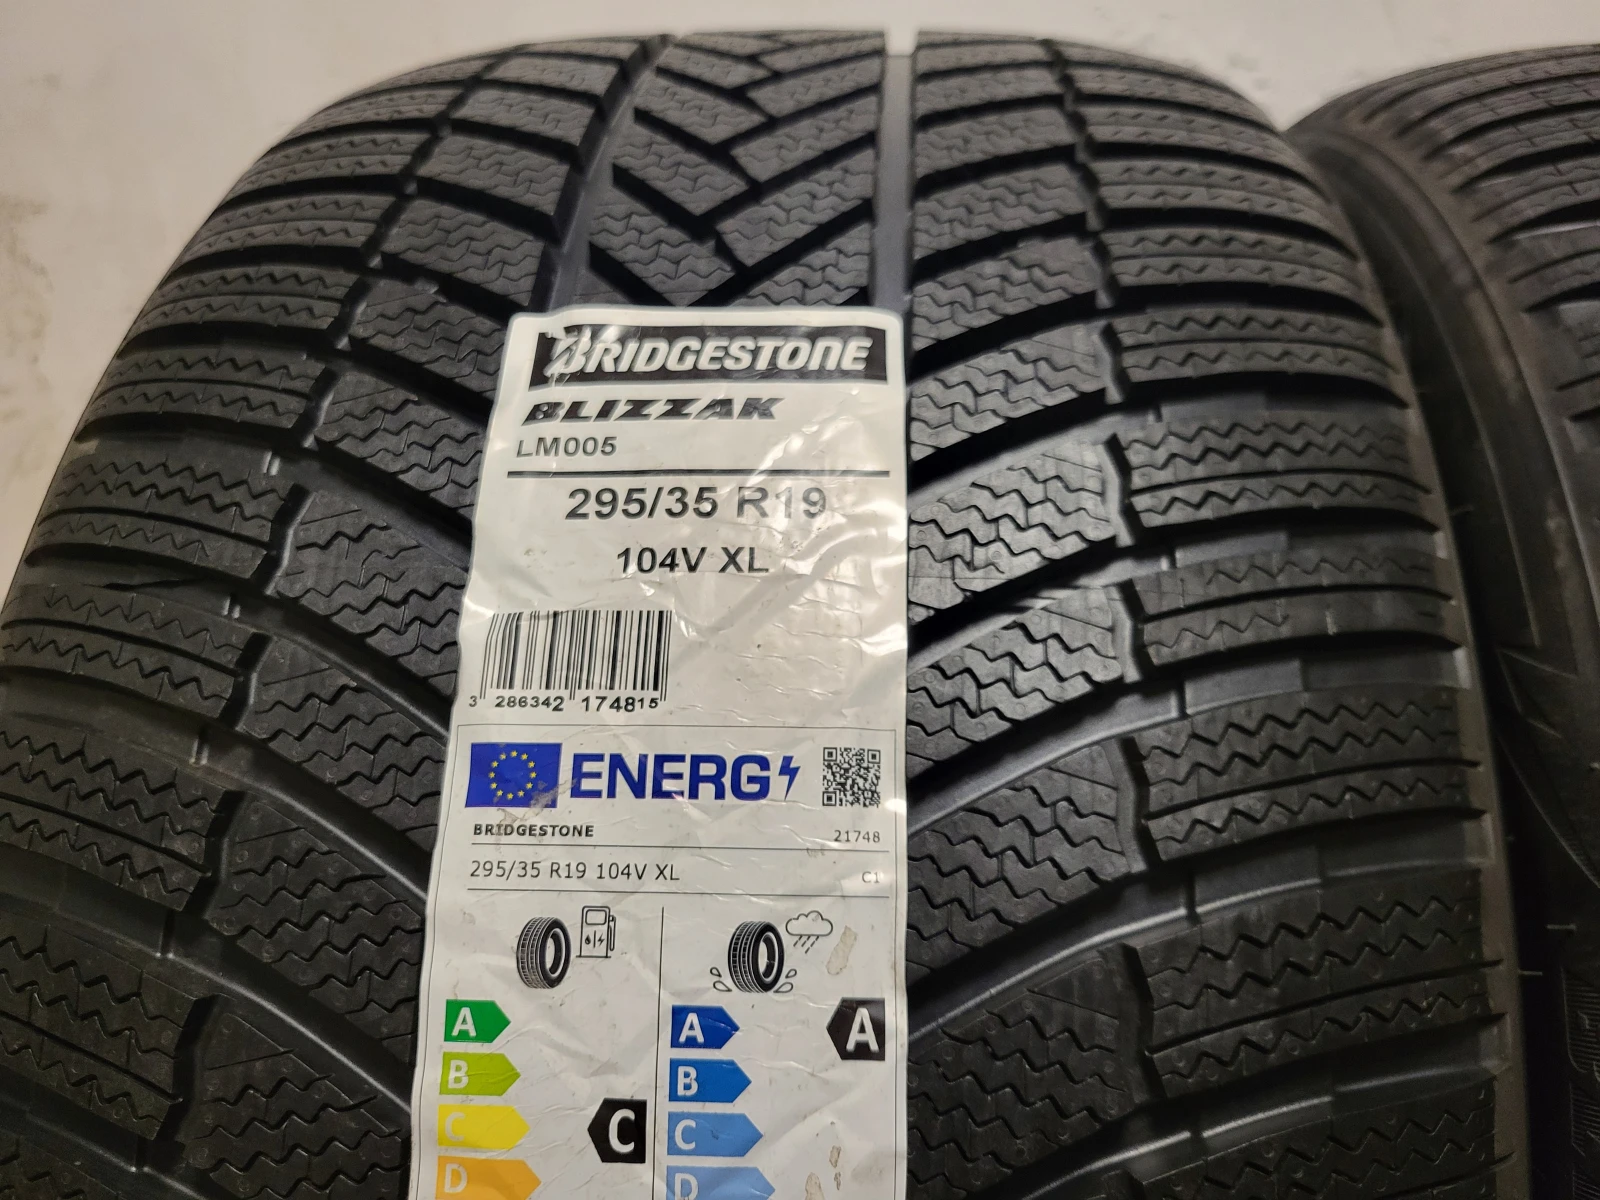 BRIDGESTONE
BLIZZAK
LM005
295/35 R19
104V XL
3 286342 174815
ENERG
BRIDGESTONE 21748
295/35 R19 104V XL C1
A A A
B B
C C C
D D